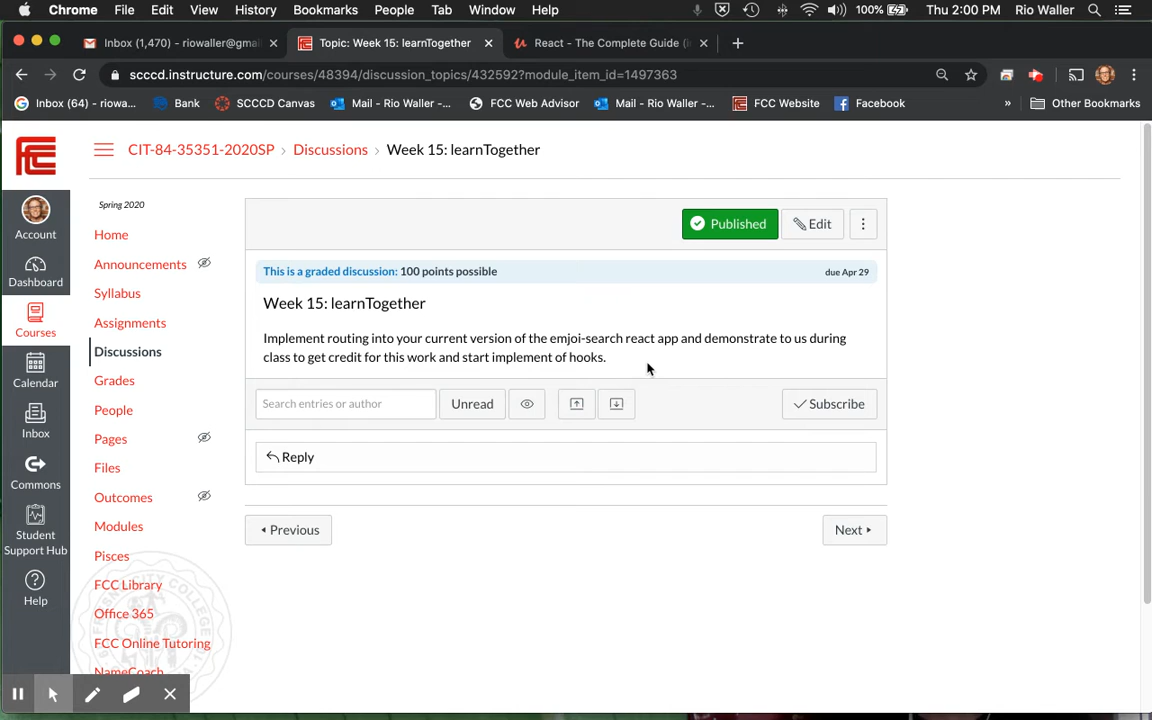 Chrome File Edit View History Bookmarks People Tab Window Help 100% Thu 2:00 PM Rio Waller
Inbox (1,470) - riowaller@gma Topic: Week 15: learnTogether React - The Complete Guide (i
scccd.instructure.com/courses/48394/discussion_topics/432592?module_item_id=1497363
Inbox (64) - riowa... Bank SCCCD Canvas Mail - Rio Waller -... FCC Web Advisor Mail - Rio Waller -... FCC Website Facebook » Other Bookmarks
CIT-84-35351-2020SP › Discussions › Week 15: learnTogether
Account
Dashboard
Courses
Calendar
Inbox
Commons
Student
Support Hub
Help
Spring 2020
Home
Announcements
Syllabus
Assignments
Discussions
Grades
People
Pages
Files
Outcomes
Modules
Pisces
FCC Library
Office 365
FCC Online Tutoring
NameCoach
Published Edit
This is a graded discussion: 100 points possible due Apr 29
Week 15: learnTogether
Implement routing into your current version of the emjoi-search react app and demonstrate to us during
class to get credit for this work and start implement of hooks.
Search entries or author Unread Subscribe
Reply
Previous Next